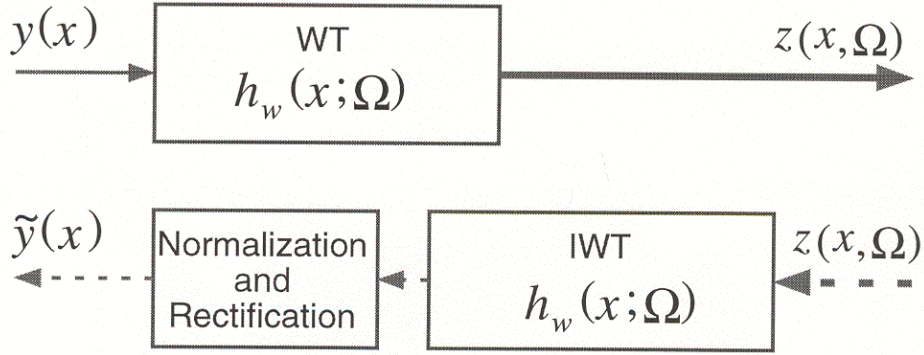 y(x)
WT
z(x,Ω)
h_w(x;Ω)
ỹ(x)
Normalization
and
Rectification
IWT
h_w(x;Ω)
z(x,Ω)